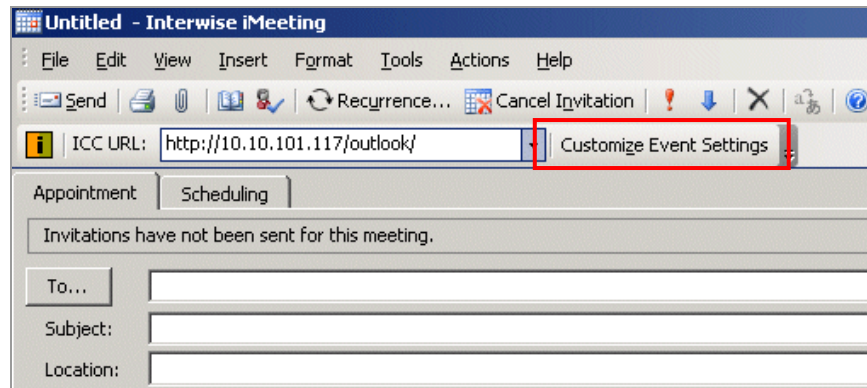 Untitled - Interwise iMeeting
File Edit View Insert Format Tools Actions Help
Send Recurrence... Cancel Invitation
ICC URL: http://10.10.101.117/outlook/ Customize Event Settings
Appointment Scheduling
Invitations have not been sent for this meeting.
To...
Subject:
Location: